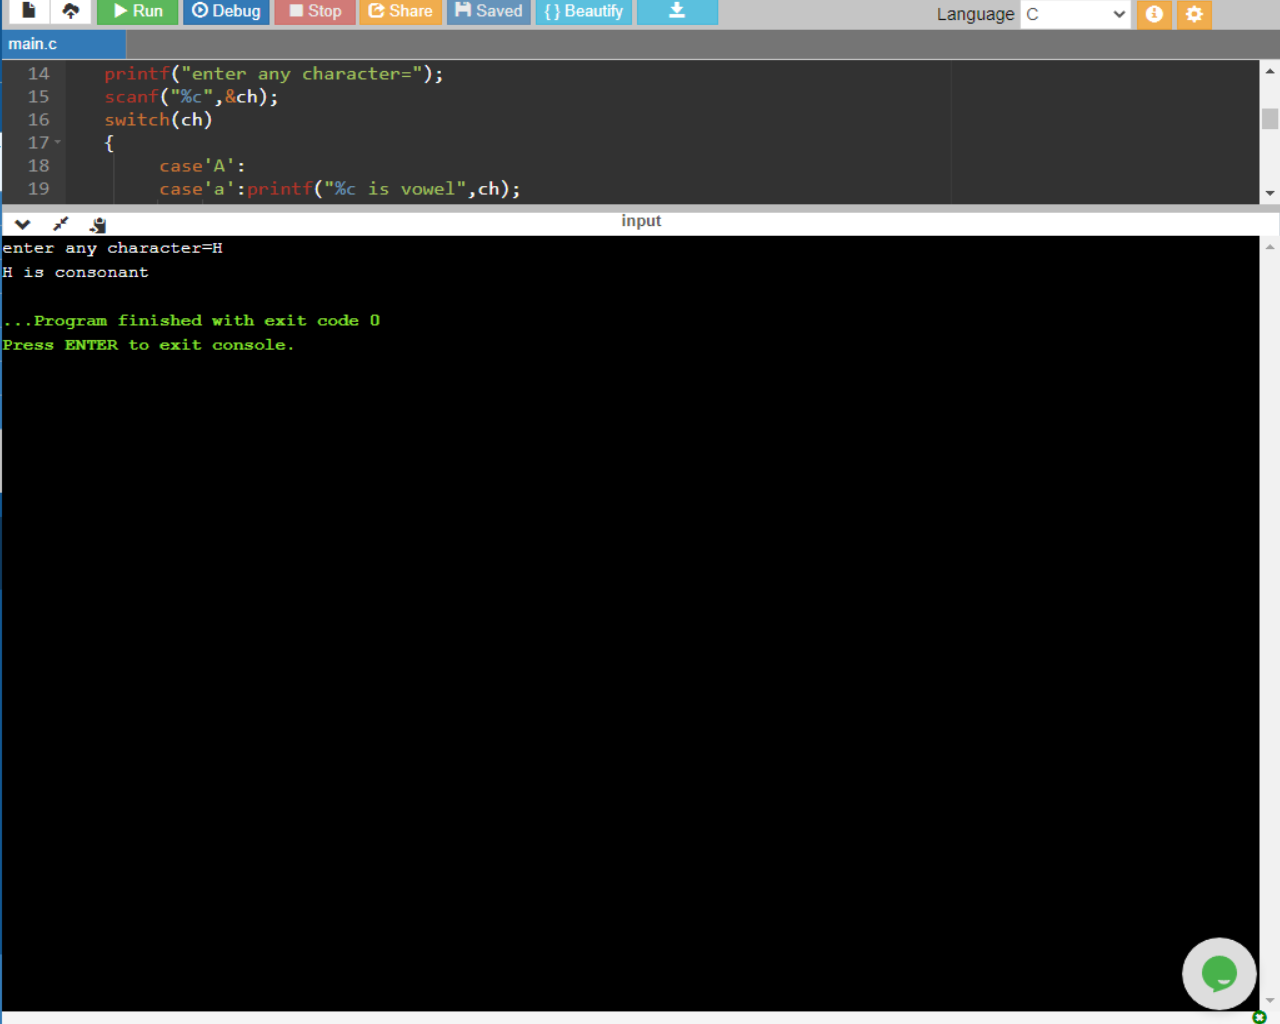 Run Debug Stop Share Saved {} Beautify Language C
main.c
14 printf("enter any character=");
15 scanf("%c",&ch);
16 switch(ch)
17 {
18 case'A':
19 case'a':printf("%c is vowel",ch);
input
enter any character=H
H is consonant
...Program finished with exit code 0
Press ENTER to exit console.